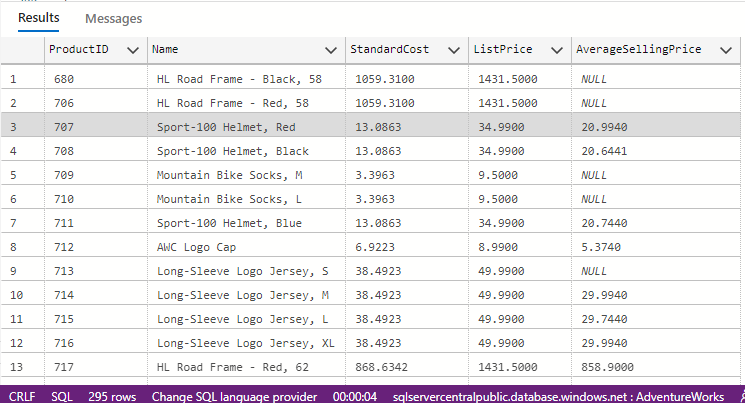 Results Messages
ProductID Name StandardCost ListPrice AverageSellingPrice
1 680 HL Road Frame - Black, 58 1059.3100 1431.5000 NULL
2 706 HL Road Frame - Red, 58 1059.3100 1431.5000 NULL
3 707 Sport-100 Helmet, Red 13.0863 34.9900 20.9940
4 708 Sport-100 Helmet, Black 13.0863 34.9900 20.6441
5 709 Mountain Bike Socks, M 3.3963 9.5000 NULL
6 710 Mountain Bike Socks, L 3.3963 9.5000 NULL
7 711 Sport-100 Helmet, Blue 13.0863 34.9900 20.7440
8 712 AWC Logo Cap 6.9223 8.9900 5.3740
9 713 Long-Sleeve Logo Jersey, S 38.4923 49.9900 NULL
10 714 Long-Sleeve Logo Jersey, M 38.4923 49.9900 29.9940
11 715 Long-Sleeve Logo Jersey, L 38.4923 49.9900 29.7440
12 716 Long-Sleeve Logo Jersey, XL 38.4923 49.9900 29.9940
13 717 HL Road Frame - Red, 62 868.6342 1431.5000 858.9000
CRLF SQL 295 rows Change SQL language provider 00:00:04 sqlservercentralpublic.database.windows.net : AdventureWorks